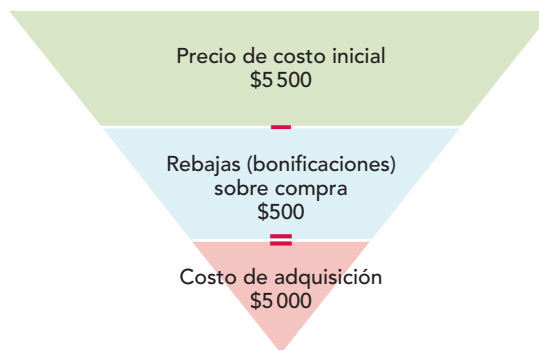 Precio de costo inicial
$5 500
−
Rebajas (bonificaciones)
sobre compra
$500
=
Costo de adquisición
$5 000